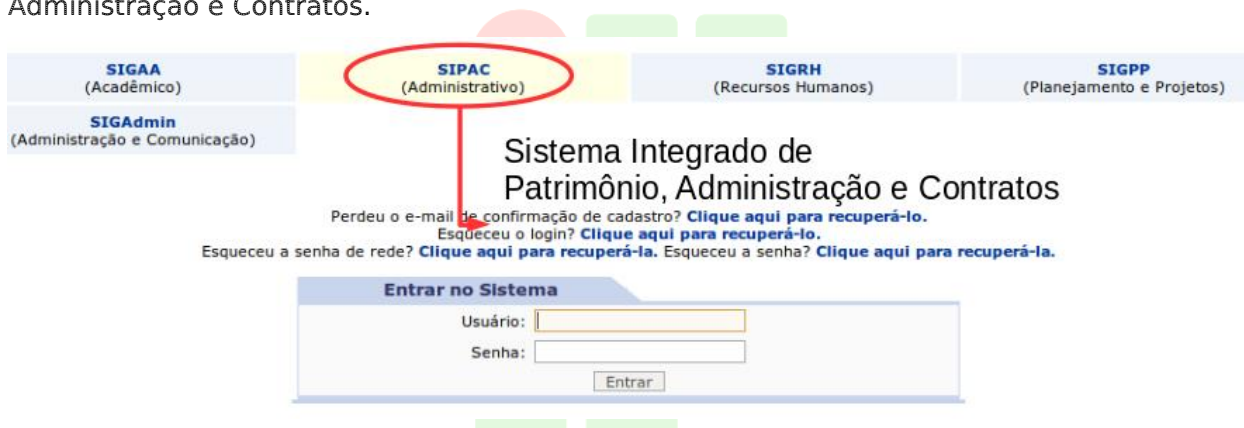 Administração e Contratos.
SIGAA SIPAC SIGRH SIGPP
(Acadêmico) (Administrativo) (Recursos Humanos) (Planejamento e Projetos)
SIGAdmin
(Administração e Comunicação)
Sistema Integrado de
Patrimônio, Administração e Contratos
Perdeu o e-mail de confirmação de cadastro? Clique aqui para recuperá-lo.
Esqueceu o login? Clique aqui para recuperá-lo.
Esqueceu a senha de rede? Clique aqui para recuperá-la. Esqueceu a senha? Clique aqui para recuperá-la.
Entrar no Sistema
Usuário:
Senha:
Entrar